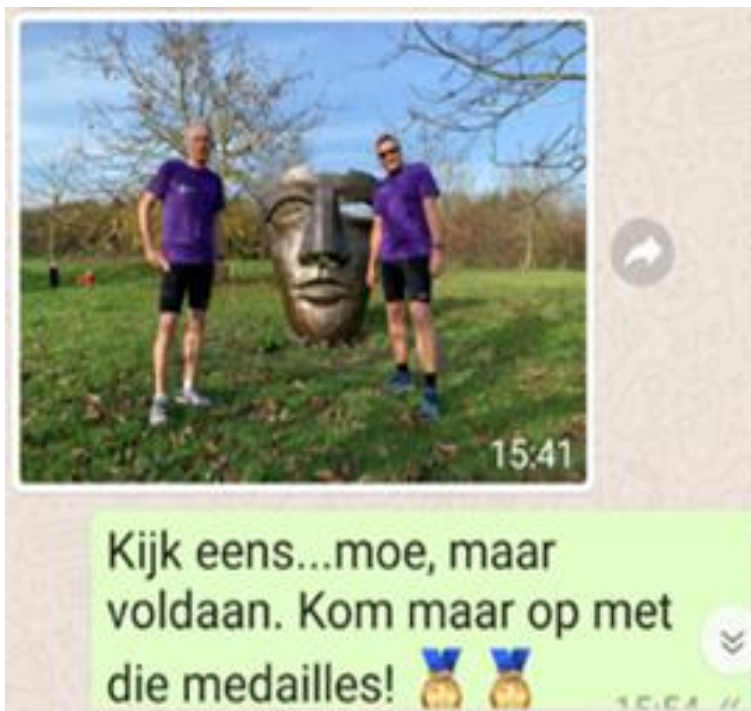 15:41
Kijk eens...moe, maar
voldaan. Kom maar op met
die medailles! 🏅🏅